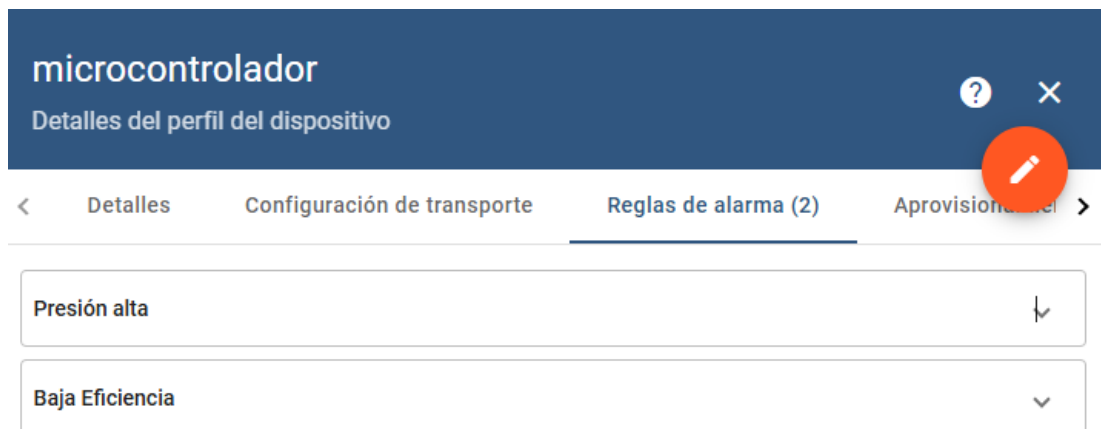 microcontrolador
Detalles del perfil del dispositivo
Detalles Configuración de transporte Reglas de alarma (2)
Presión alta
Baja Eficiencia